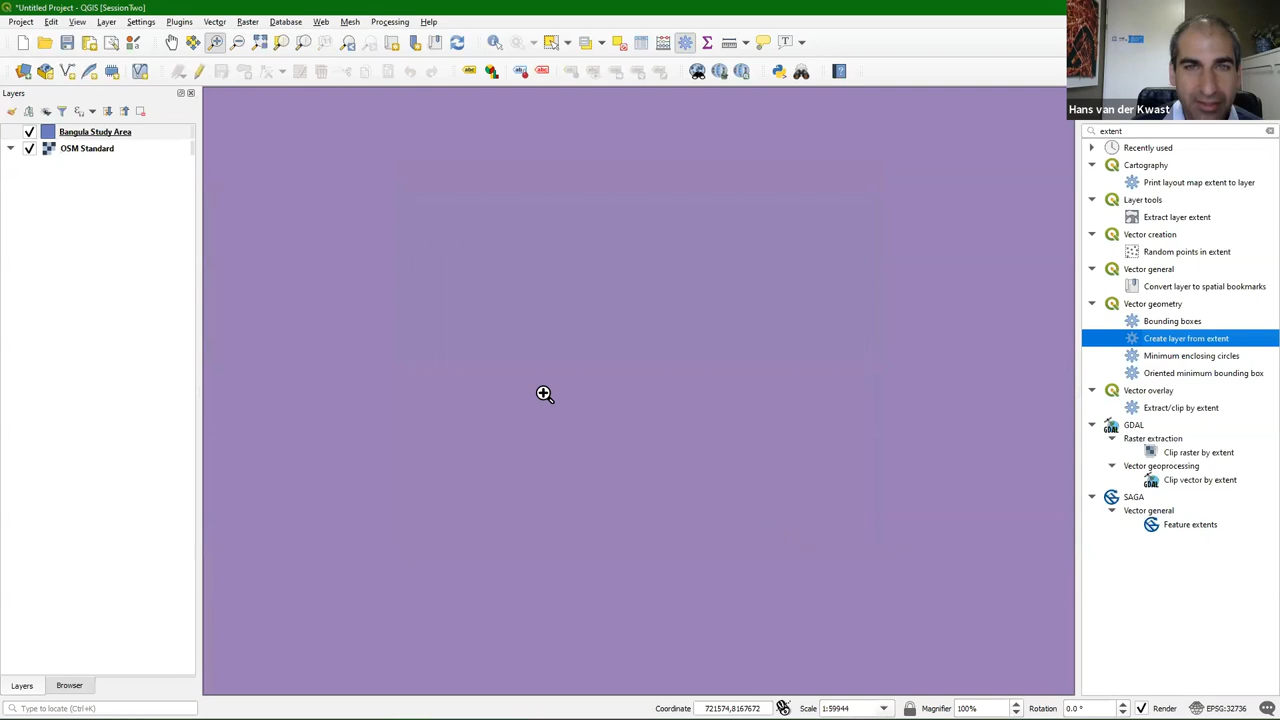 *Untitled Project - QGIS [SessionTwo]
Project Edit View Layer Settings Plugins Vector Raster Database Web Mesh Processing Help
Hans van der Kwast
Layers
Bangula Study Area
OSM Standard
extent
Recently used
Cartography
Print layout map extent to layer
Layer tools
Extract layer extent
Vector creation
Random points in extent
Vector general
Convert layer to spatial bookmarks
Vector geometry
Bounding boxes
Create layer from extent
Minimum enclosing circles
Oriented minimum bounding box
Vector overlay
Extract/clip by extent
GDAL
Raster extraction
Clip raster by extent
Vector geoprocessing
Clip vector by extent
SAGA
Vector general
Feature extents
Layers Browser
Type to locate (Ctrl+K) Coordinate 721574,8167672 Scale 1:59944 Magnifier 100% Rotation 0.0 ° Render EPSG:32736